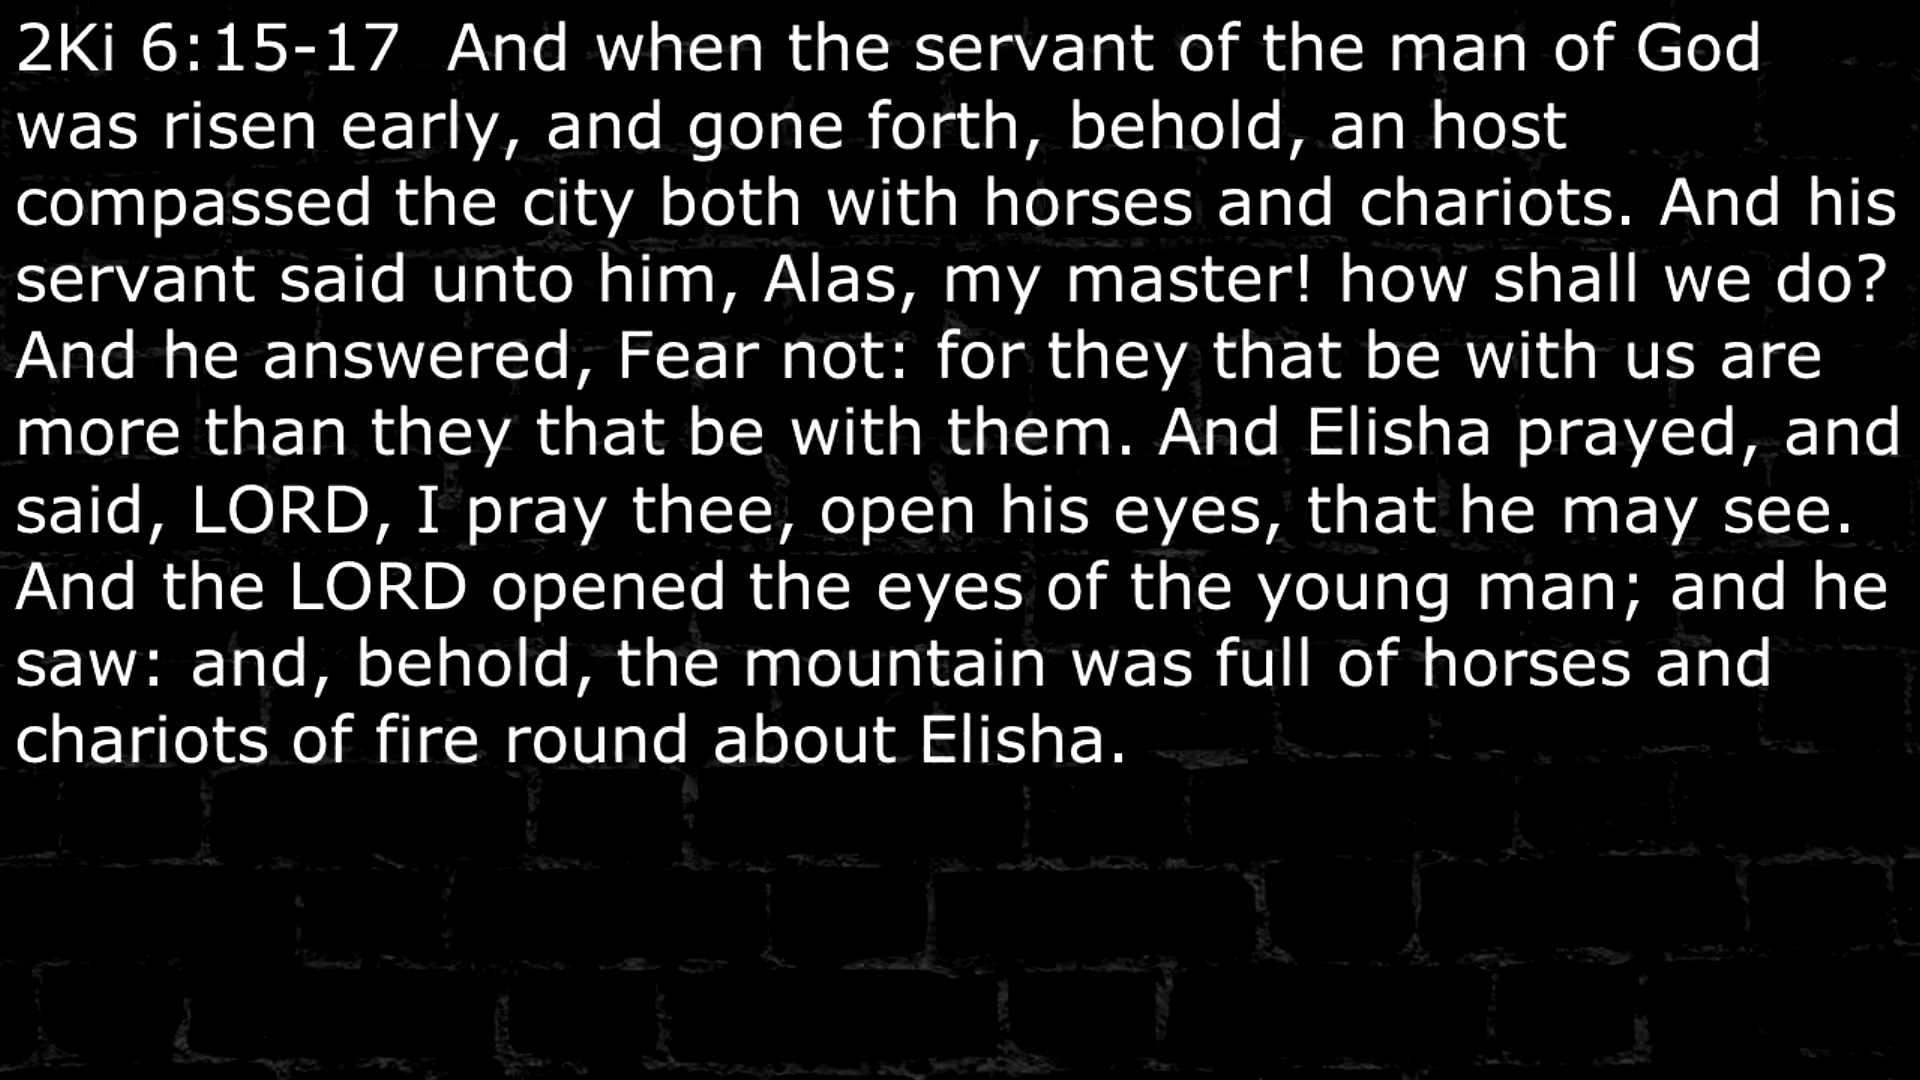 2Ki 6:15-17  And when the servant of the man of God
was risen early, and gone forth, behold, an host
compassed the city both with horses and chariots. And his
servant said unto him, Alas, my master! how shall we do?
And he answered, Fear not: for they that be with us are
more than they that be with them. And Elisha prayed, and
said, LORD, I pray thee, open his eyes, that he may see.
And the LORD opened the eyes of the young man; and he
saw: and, behold, the mountain was full of horses and
chariots of fire round about Elisha.